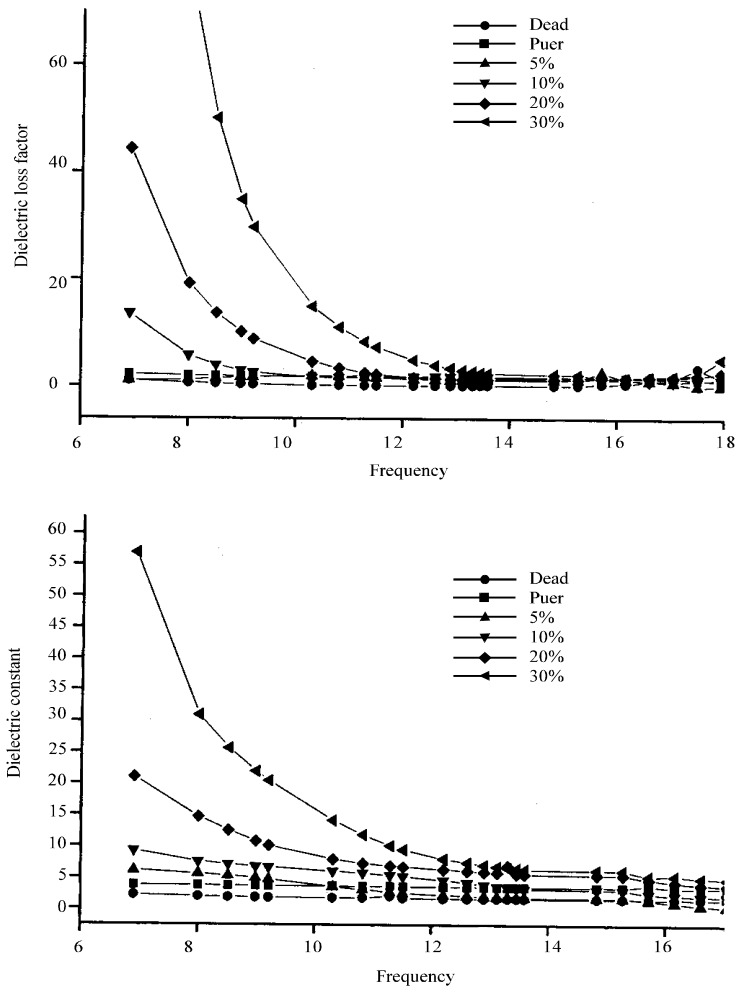 60
40
20
0
Dielectric loss factor
Dead
Puer
5%
10%
20%
30%
6 8 10 12 14 16 18
Frequency
60
55
50
45
40
35
30
25
20
15
10
5
0
Dielectric constant
Dead
Puer
5%
10%
20%
30%
6 8 10 12 14 16
Frequency